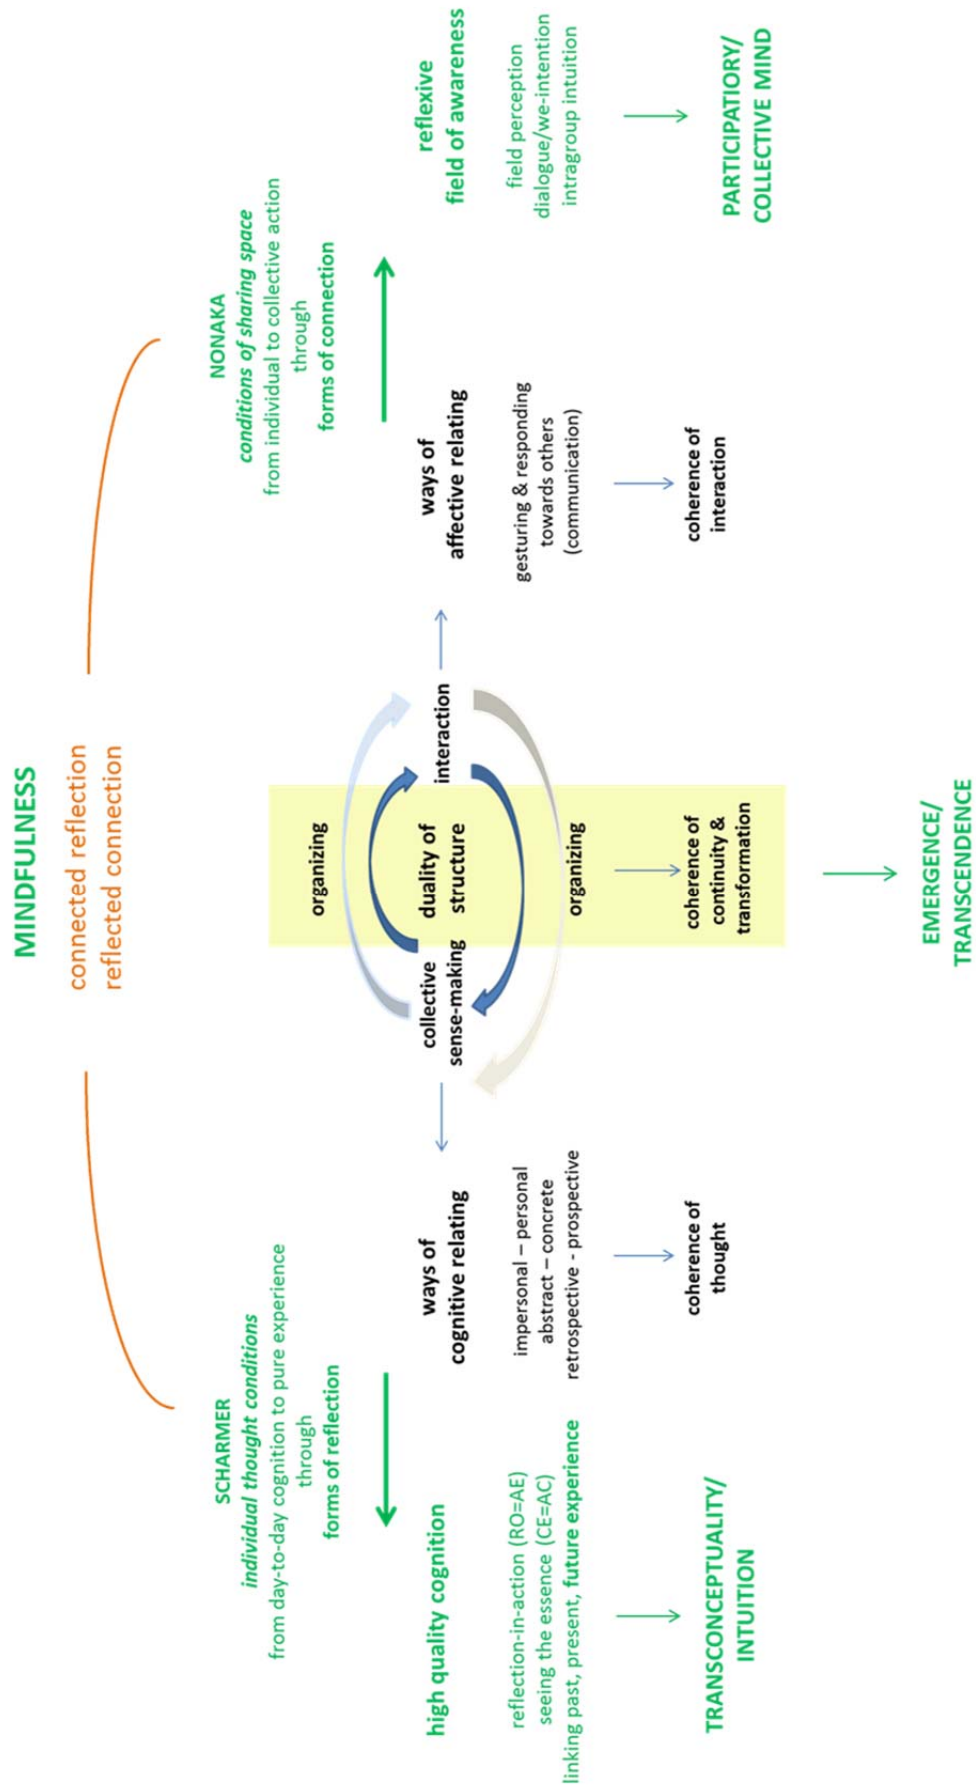 MINDFULNESS
connected reflection
reflected connection
SCHARMER
individual thought conditions
from day-to-day cognition to pure experience
through
forms of reflection
NONAKA
conditions of sharing space
from individual to collective action
through
forms of connection
high quality cognition
reflection-in-action (RO=AE)
seeing the essence (CE=AC)
linking past, present, future experience
TRANSCONCEPTUALITY/
INTUITION
ways of
cognitive relating
impersonal – personal
abstract – concrete
retrospective - prospective
coherence of
thought
organizing
collective
sense-making
duality of
structure
interaction
organizing
coherence of
continuity &
transformation
EMERGENCE/
TRANSCENDENCE
ways of
affective relating
gesturing & responding
towards others
(communication)
coherence of
interaction
reflexive
field of awareness
field perception
dialogue/we-intention
intragroup intuition
PARTICIPATIORY/
COLLECTIVE MIND